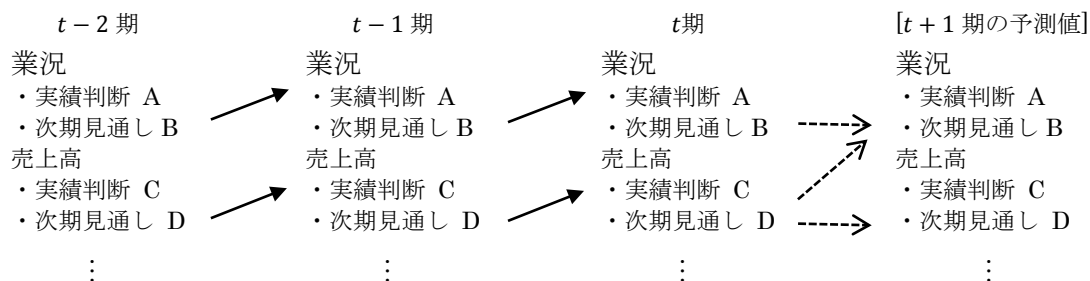 t − 2 期 t − 1 期 t期 [t + 1 期の予測値]
業況 業況 業況 業況
・実績判断 A ・実績判断 A ・実績判断 A ・実績判断 A
・次期見通し B ・次期見通し B ・次期見通し B ・次期見通し B
売上高 売上高 売上高 売上高
・実績判断 C ・実績判断 C ・実績判断 C ・実績判断 C
・次期見通し D ・次期見通し D ・次期見通し D ・次期見通し D
⋮ ⋮ ⋮ ⋮